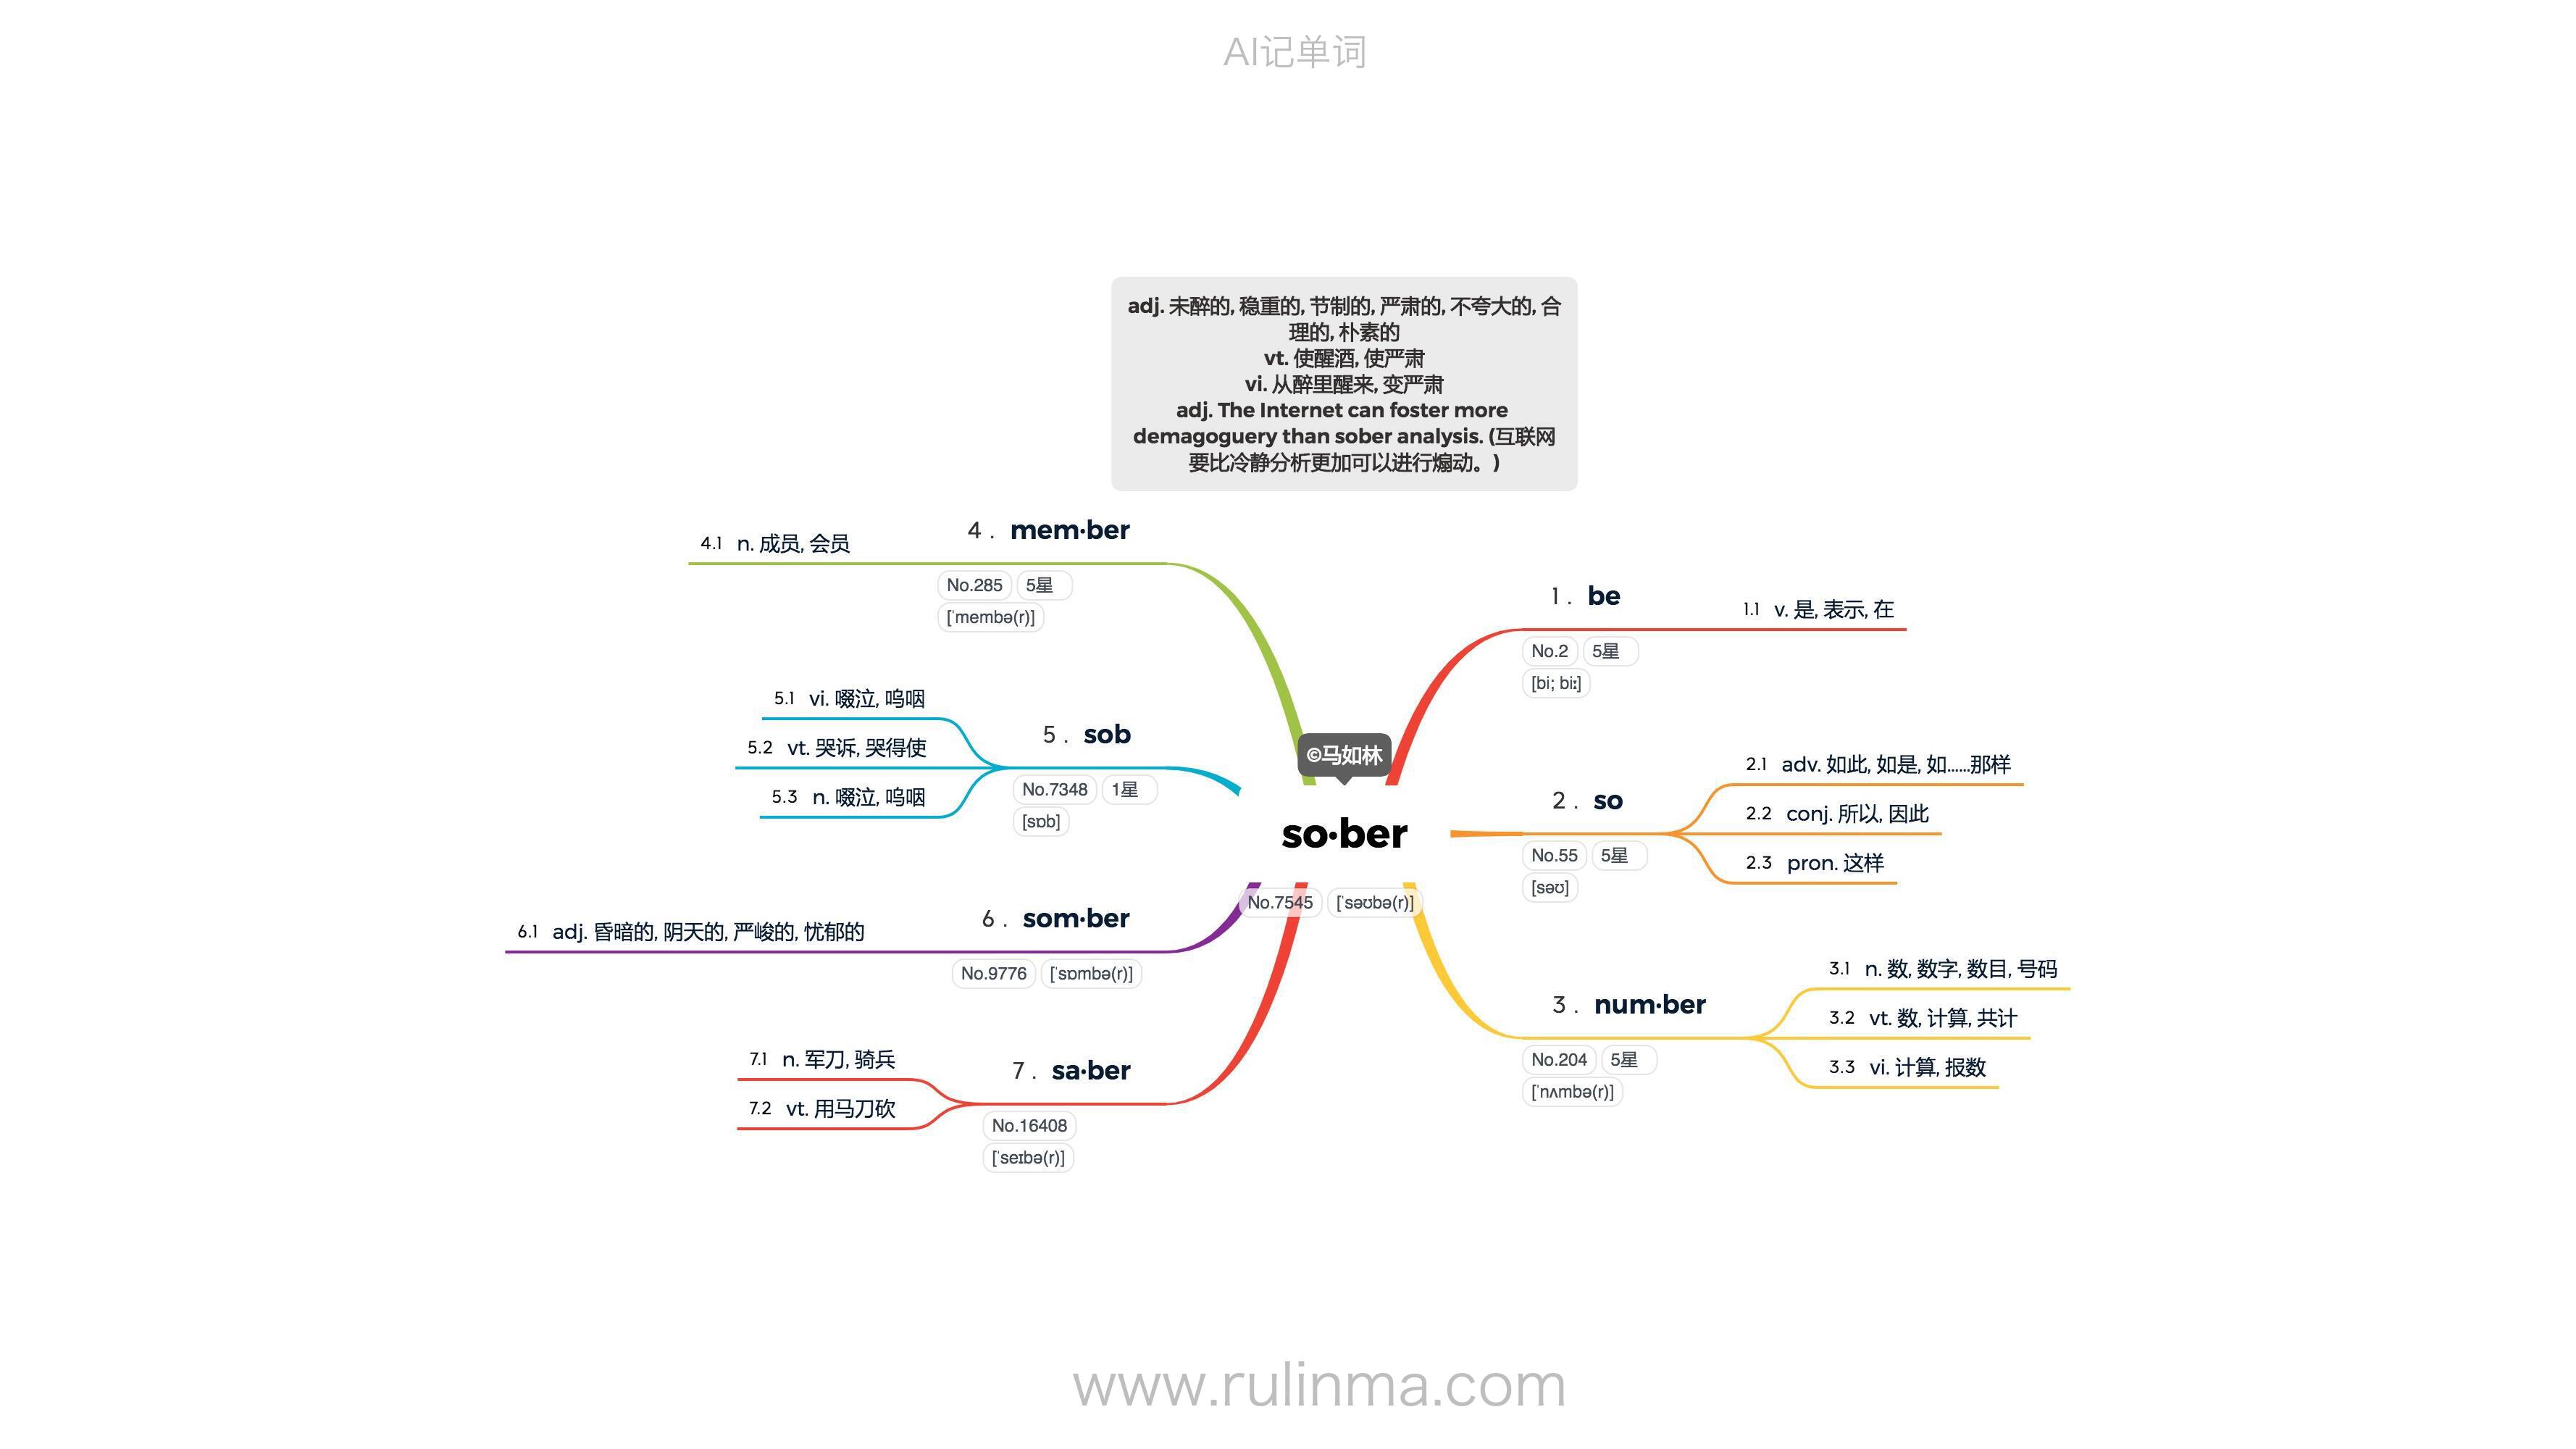 AI记单词
adj. 未醉的, 稳重的, 节制的, 严肃的, 不夸大的, 合
理的, 朴素的
vt. 使醒酒, 使严肃
vi. 从醉里醒来, 变严肃
adj. The Internet can foster more
demagoguery than sober analysis. (互联网
要比冷静分析更加可以进行煽动。)
©马如林
so·ber
No.7545 [ˈsəʊbə(r)]
1 . be
No.2 5星
[bi; biː]
1.1 v. 是, 表示, 在
2 . so
No.55 5星
[səʊ]
2.1 adv. 如此, 如是, 如......那样
2.2 conj. 所以, 因此
2.3 pron. 这样
3 . num·ber
No.204 5星
[ˈnʌmbə(r)]
3.1 n. 数, 数字, 数目, 号码
3.2 vt. 数, 计算, 共计
3.3 vi. 计算, 报数
4 . mem·ber
No.285 5星
[ˈmembə(r)]
4.1 n. 成员, 会员
5 . sob
No.7348 1星
[sɒb]
5.1 vi. 啜泣, 呜咽
5.2 vt. 哭诉, 哭得使
5.3 n. 啜泣, 呜咽
6 . som·ber
No.9776 [ˈsɒmbə(r)]
6.1 adj. 昏暗的, 阴天的, 严峻的, 忧郁的
7 . sa·ber
No.16408
[ˈseɪbə(r)]
7.1 n. 军刀, 骑兵
7.2 vt. 用马刀砍
www.rulinma.com